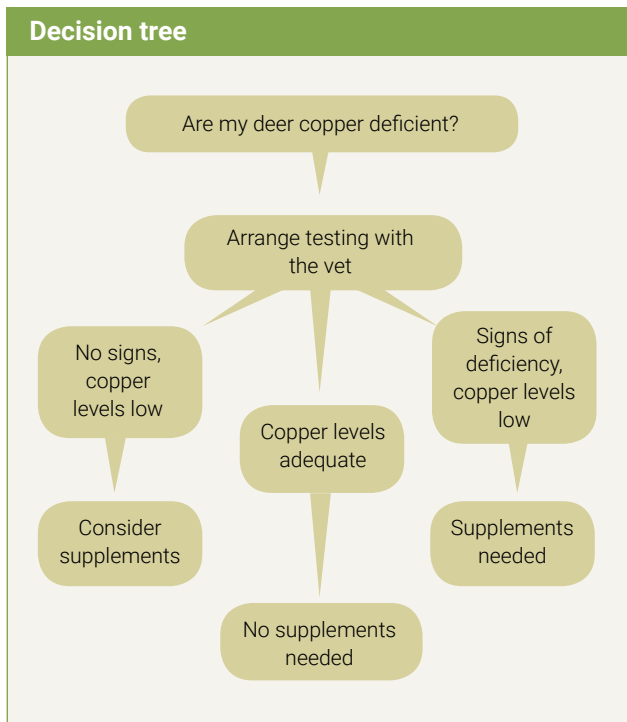 Decision tree
Are my deer copper deficient?
Arrange testing with
the vet
No signs,
copper
levels low
Consider
supplements
Copper levels
adequate
No supplements
needed
Signs of
deficiency,
copper levels
low
Supplements
needed